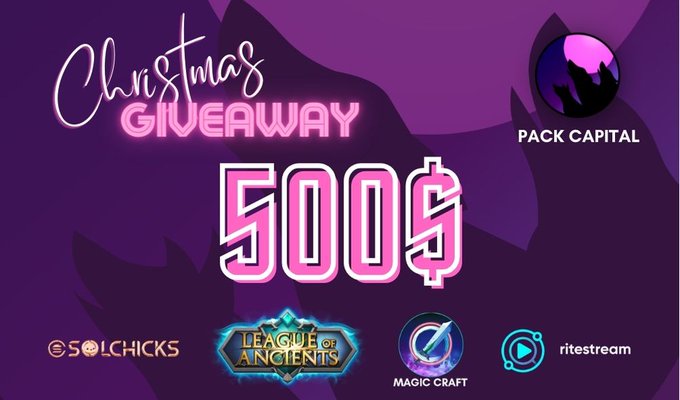 Christmas
GIVEAWAY
PACK CAPITAL
500$
SOLCHICKS
LEAGUE OF
ANCIENTS
MAGIC CRAFT
ritestream